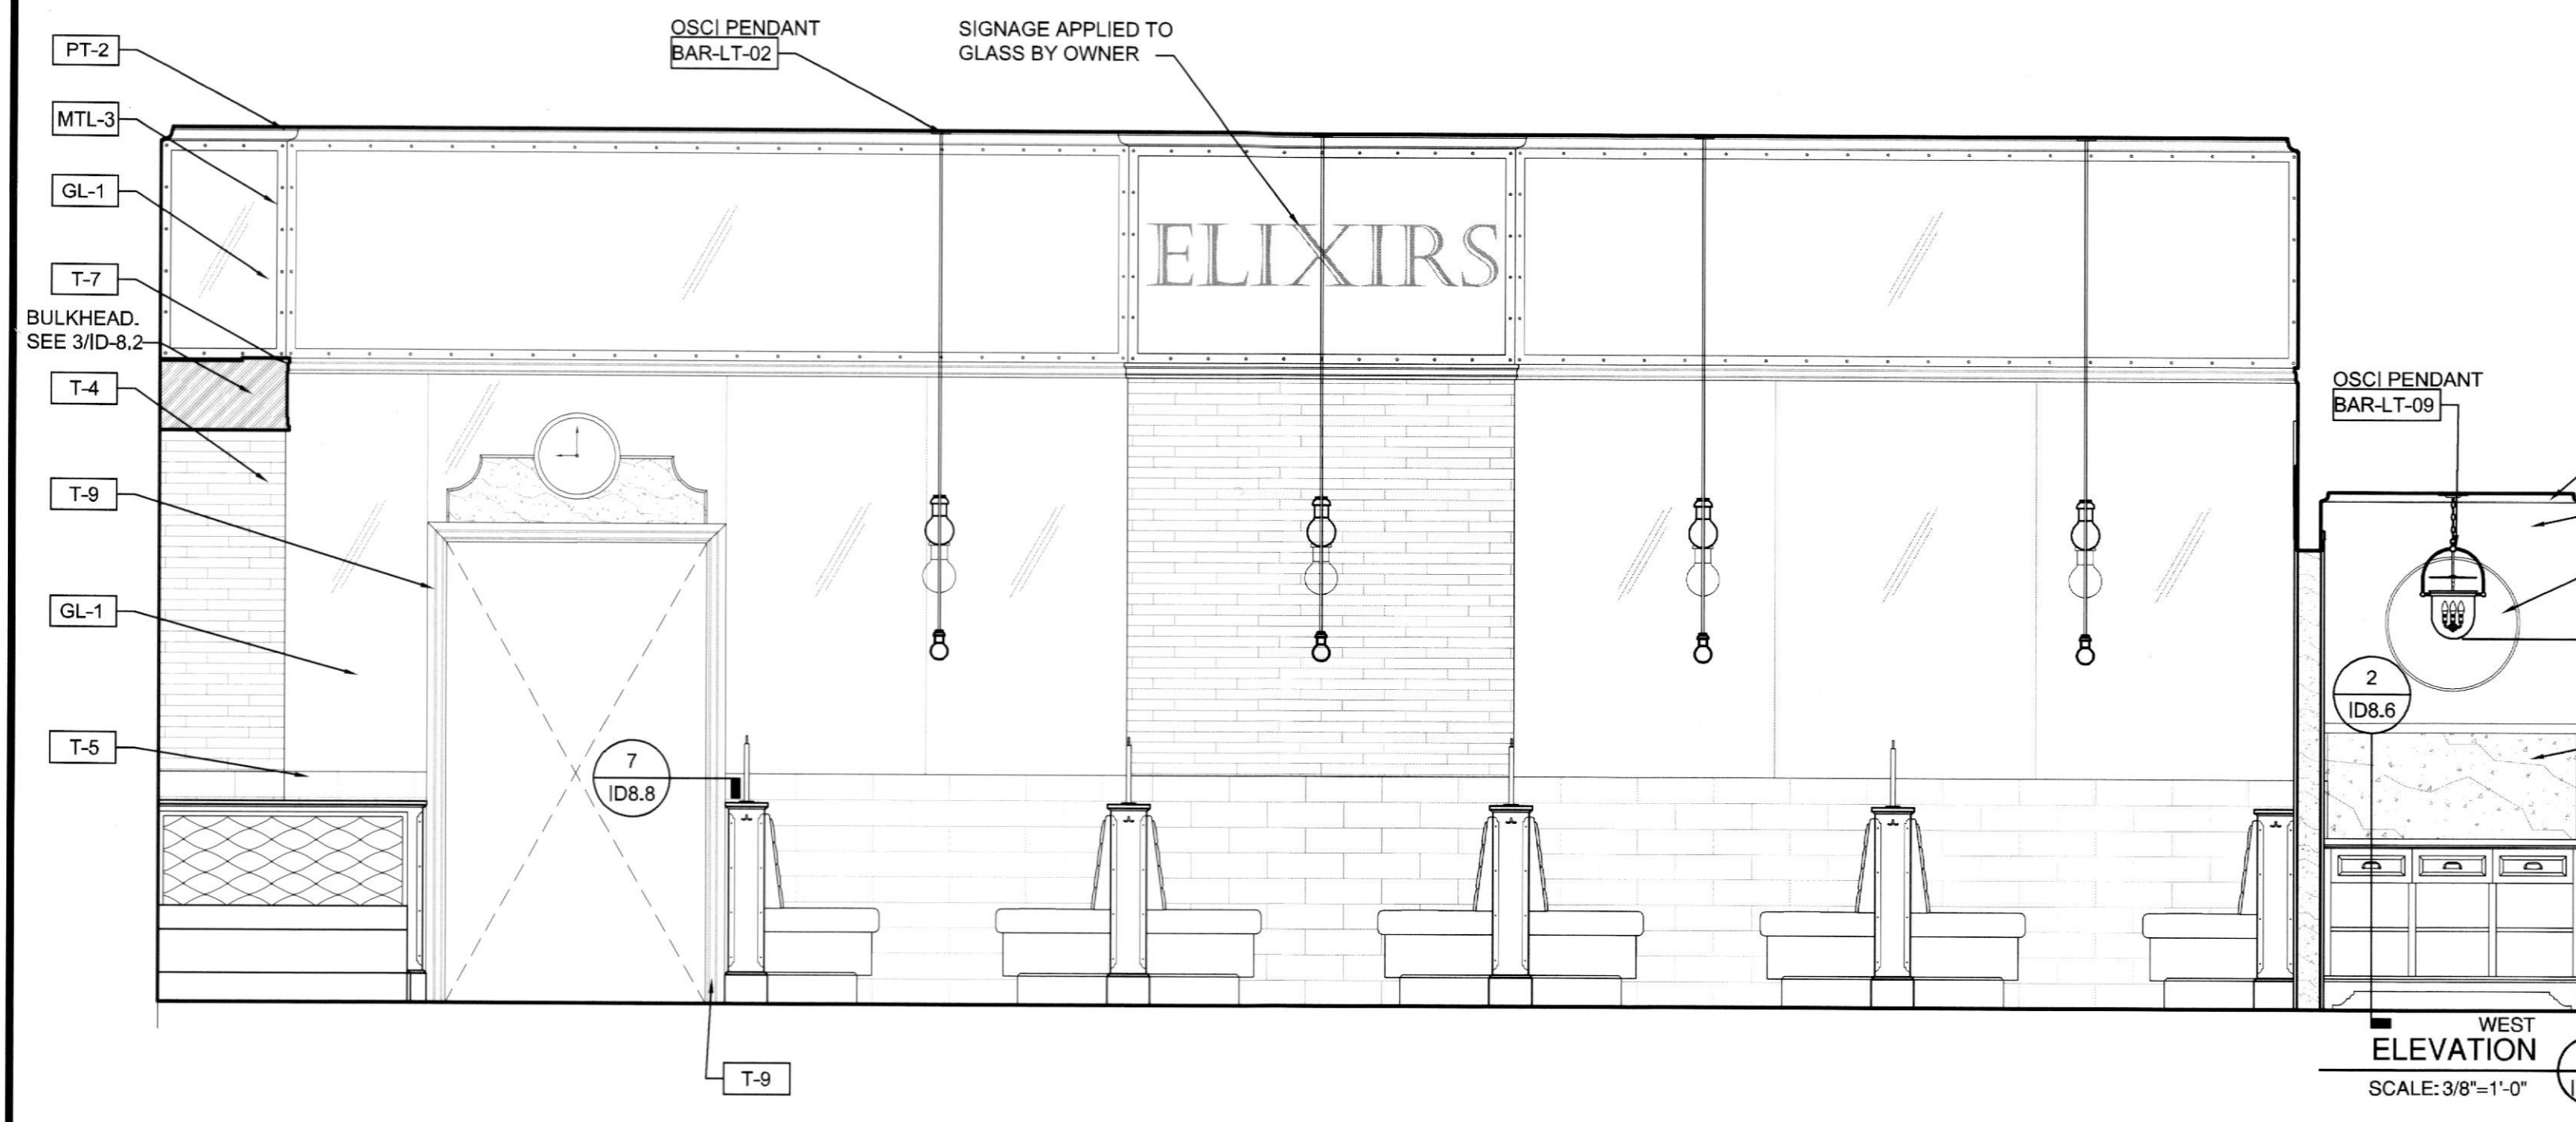 OSCI PENDANT
BAR-LT-02
SIGNAGE APPLIED TO
GLASS BY OWNER
PT-2
MTL-3
GL-1
T-7
BULKHEAD.
SEE 3/ID-8,2
T-4
T-9
GL-1
T-5
ELIXIRS
OSCI PENDANT
BAR-LT-09
2
ID8.6
7
ID8.8
T-9
WEST
ELEVATION
SCALE: 3/8"=1'-0"